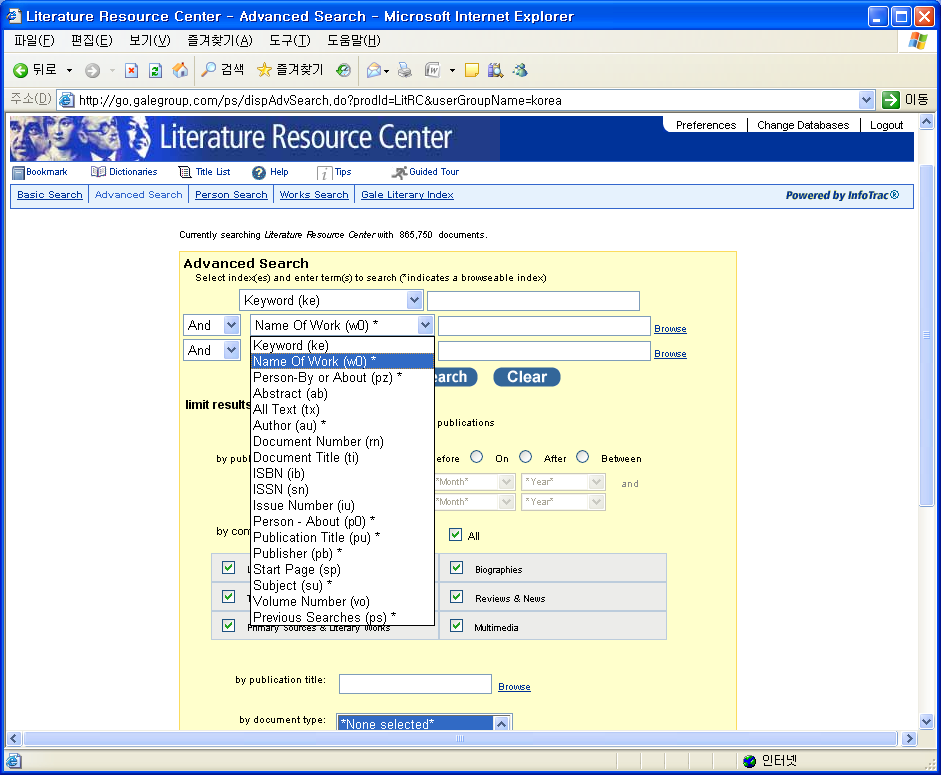 Literature Resource Center - Advanced Search - Microsoft Internet Explorer
파일(F) 편집(E) 보기(V) 즐겨찾기(A) 도구(T) 도움말(H)
뒤로 검색 즐겨찾기
주소(D) http://go.galegroup.com/ps/dispAdvSearch.do?prodId=LitRC&userGroupName=korea 이동
Preferences Change Databases Logout
Literature Resource Center
Bookmark Dictionaries Title List Help Tips Guided Tour
Basic Search Advanced Search Person Search Works Search Gale Literary Index Powered by InfoTrac®
Currently searching Literature Resource Center with 865,750 documents.
Advanced Search
Select index(es) and enter term(s) to search (*indicates a browseable index)
Keyword (ke)
And Name Of Work (w0) * Browse
And Browse
Keyword (ke)
Name Of Work (w0) *
Person-By or About (pz) *
Abstract (ab)
All Text (tx)
Author (au) *
Document Number (rn)
Document Title (ti)
ISBN (ib)
ISSN (sn)
Issue Number (iu)
Person - About (p0) *
Publication Title (pu) *
Publisher (pb) *
Start Page (sp)
Subject (su) *
Volume Number (vo)
Previous Searches (ps) *
earch Clear
limit results
publications
by publ efore On After Between
*Month* *Year* and
*Month* *Year*
by con All
Biographies
Reviews & News
Primary Sources & Literary Works Multimedia
by publication title: Browse
by document type: *None selected*
인터넷